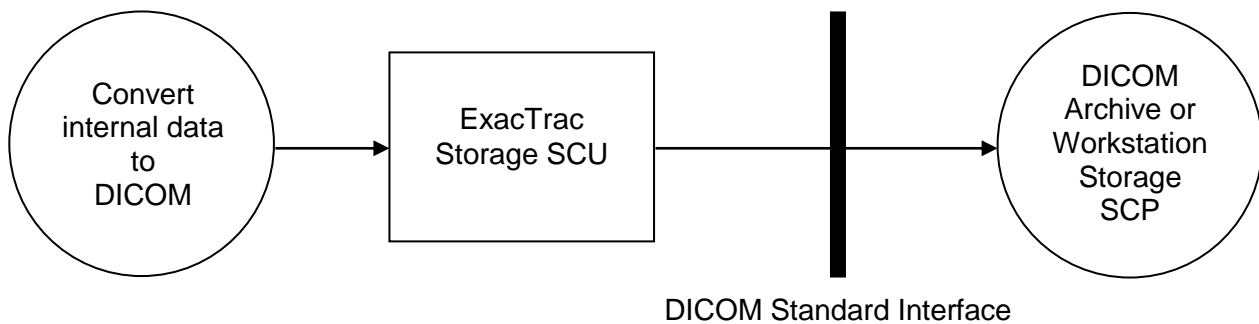 Convert
internal data
to
DICOM
ExacTrac
Storage SCU
DICOM
Archive or
Workstation
Storage
SCP
DICOM Standard Interface